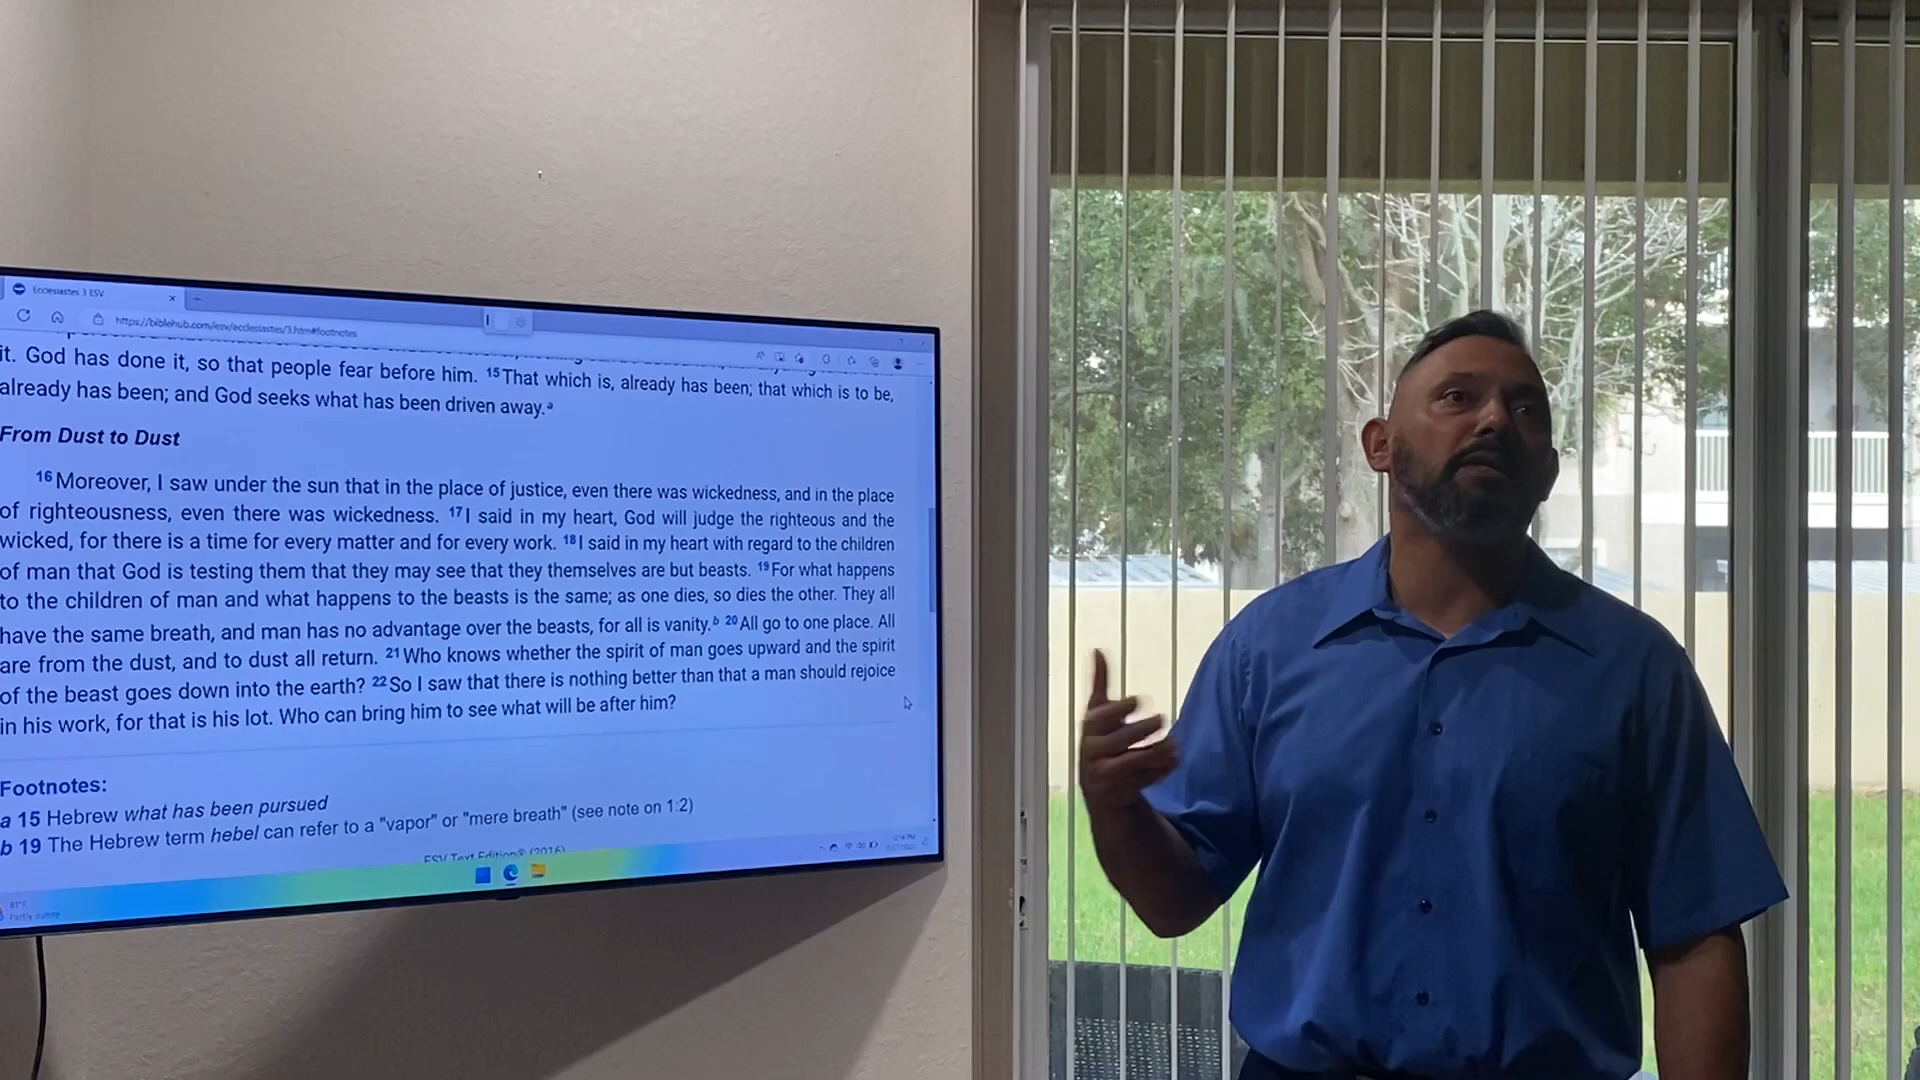 Ecclesiastes 3 ESV
https://biblehub.com/esv/ecclesiastes/3.htm#footnotes
it. God has done it, so that people fear before him. 15 That which is, already has been; that which is to be,
already has been; and God seeks what has been driven away.a
From Dust to Dust
16 Moreover, I saw under the sun that in the place of justice, even there was wickedness, and in the place
of righteousness, even there was wickedness. 17 I said in my heart, God will judge the righteous and the
wicked, for there is a time for every matter and for every work. 18 I said in my heart with regard to the children
of man that God is testing them that they may see that they themselves are but beasts. 19 For what happens
to the children of man and what happens to the beasts is the same; as one dies, so dies the other. They all
have the same breath, and man has no advantage over the beasts, for all is vanity.b 20 All go to one place. All
are from the dust, and to dust all return. 21 Who knows whether the spirit of man goes upward and the spirit
of the beast goes down into the earth? 22 So I saw that there is nothing better than that a man should rejoice
in his work, for that is his lot. Who can bring him to see what will be after him?
Footnotes:
a 15 Hebrew what has been pursued
b 19 The Hebrew term hebel can refer to a "vapor" or "mere breath" (see note on 1:2)
ESV Text Edition® (2016)
81°F
Partly sunny